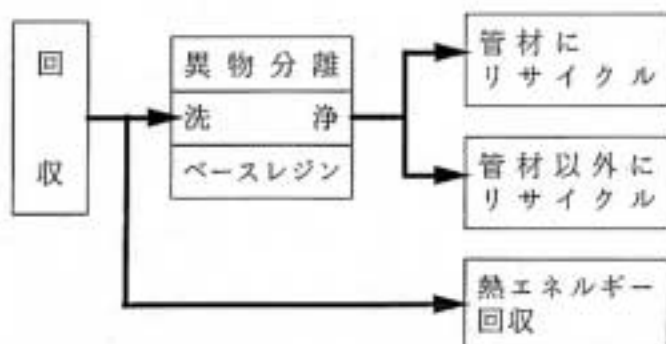 回収
異物分離
洗浄
ベースレジン
管材に
リサイクル
管材以外に
リサイクル
熱エネルギー
回収